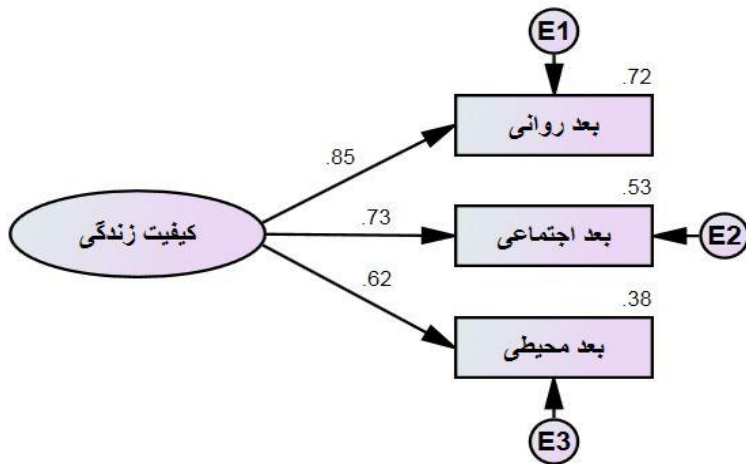 E1
.72
بعد روانی
.85
.53
کیفیت زندگی
.73
بعد اجتماعی
E2
.62
.38
بعد محیطی
E3